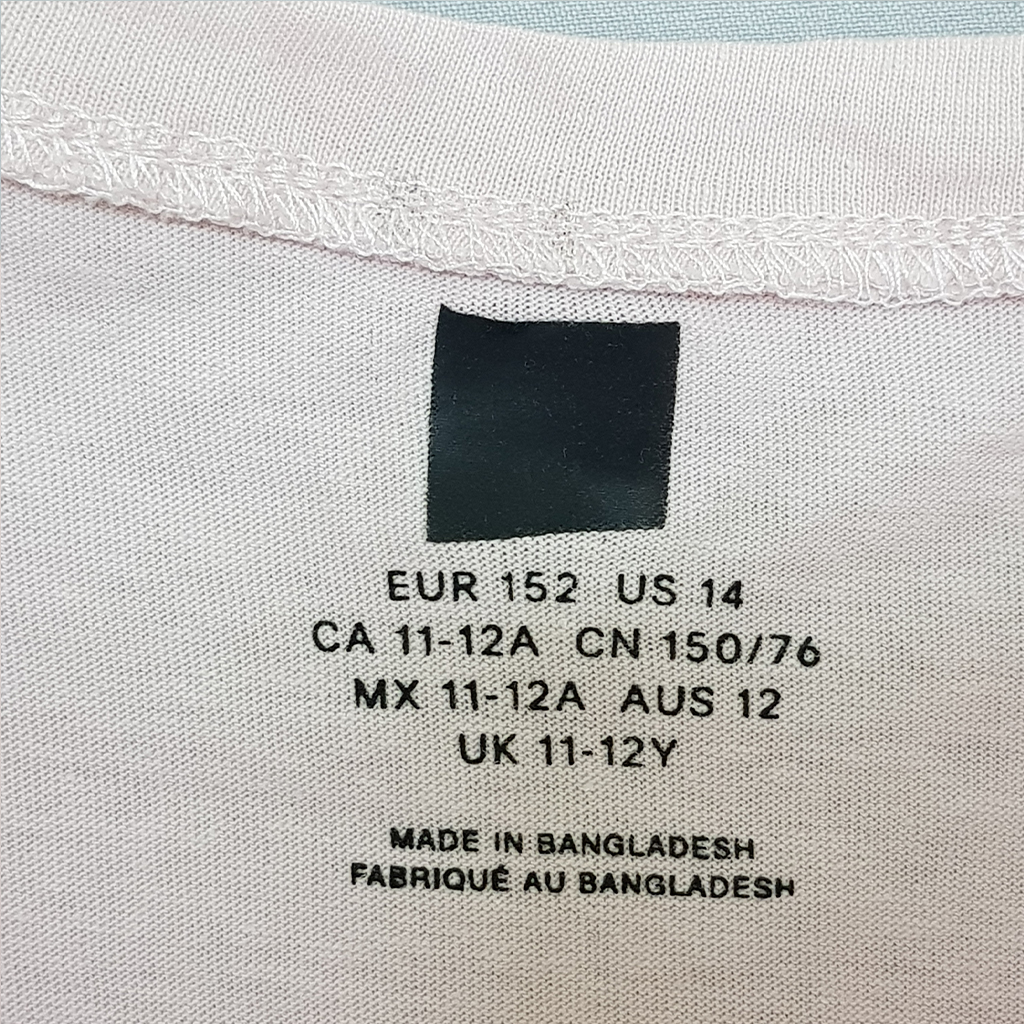 EUR 152 US 14
CA 11-12A CN 150/76
MX 11-12A AUS 12
UK 11-12Y
MADE IN BANGLADESH
FABRIQUÉ AU BANGLADESH